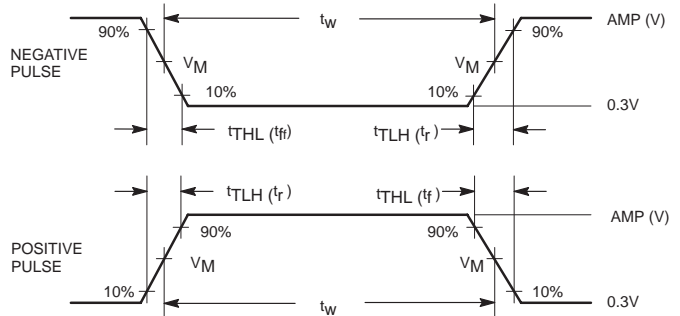 tW
AMP (V)
90%
90%
NEGATIVE
PULSE
VM
VM
10%
10%
0.3V
tTHL (tff)
tTLH (tr)
tTLH (tr)
tTHL (tf)
AMP (V)
90%
90%
POSITIVE
PULSE
VM
VM
10%
10%
tw
0.3V